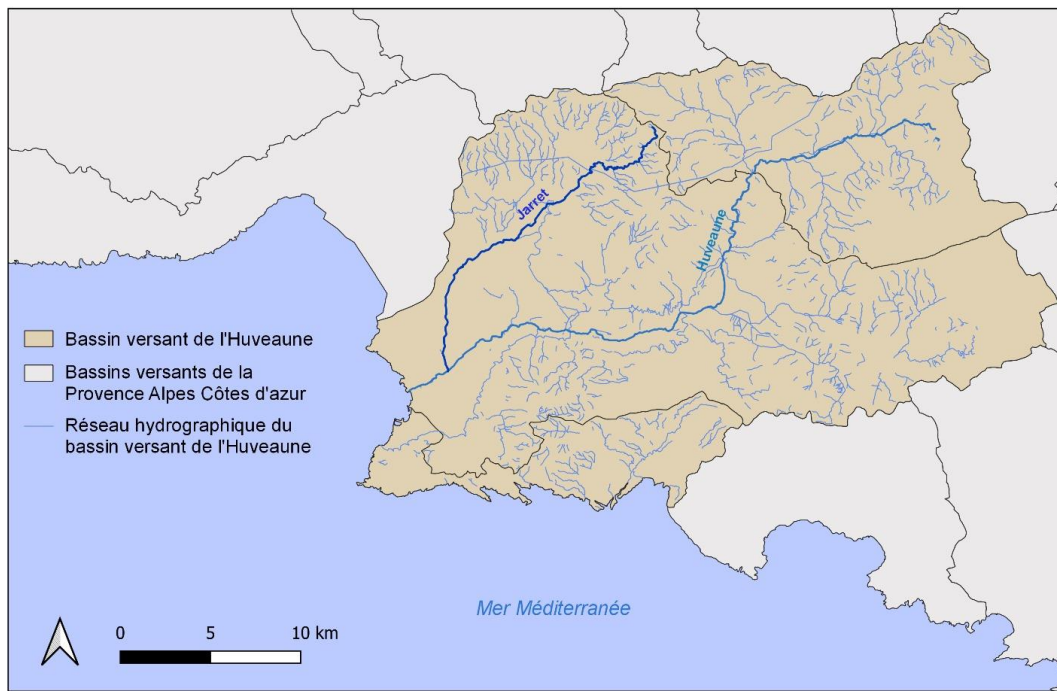 Jarret
Huveaune
Bassin versant de l'Huveaune
Bassins versants de la
Provence Alpes Côtes d'azur
Réseau hydrographique du
bassin versant de l'Huveaune
Mer Méditerranée
0 5 10 km